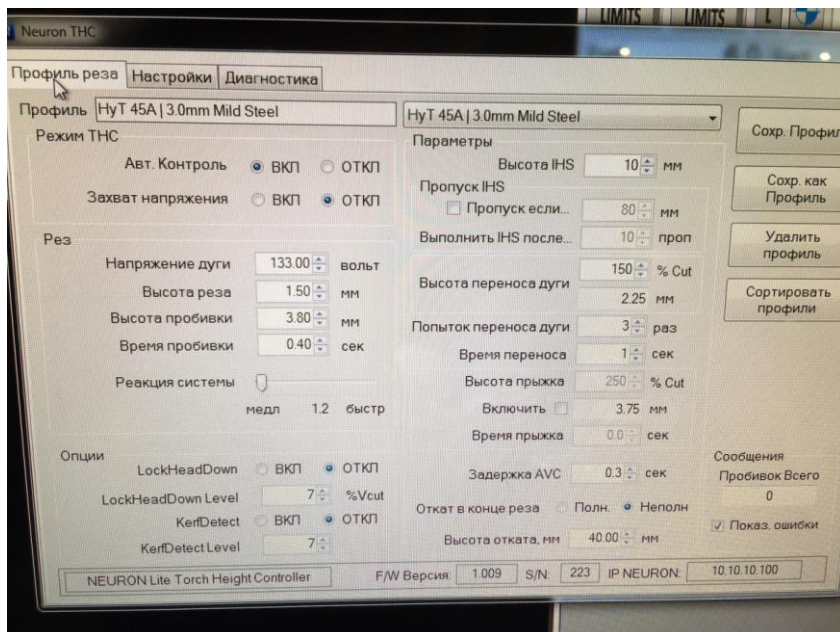 LIMITS LIMITS L
Neuron THC
Профиль реза Настройки Диагностика
Профиль HyT 45A | 3.0mm Mild Steel HyT 45A | 3.0mm Mild Steel
Сохр. Профил
Режим THC
Авт. Контроль ВКЛ ОТКЛ
Захват напряжения ВКЛ ОТКЛ
Параметры
Высота IHS 10 мм
Пропуск IHS
Пропуск если... 80 мм
Выполнить IHS после... 10 проп
Сохр. как
Профиль
Удалить
профиль
Сортировать
профили
Рез
Напряжение дуги 133.00 вольт
Высота реза 1.50 мм
Высота пробивки 3.80 мм
Время пробивки 0.40 сек
Реакция системы
медл 1.2 быстр
Высота переноса дуги 150 % Cut
2.25 мм
Попыток переноса дуги 3 раз
Время переноса 1 сек
Высота прыжка 250 % Cut
Включить 3.75 мм
Время прыжка 0.0 сек
Задержка AVC 0.3 сек
Откат в конце реза Полн. Неполн
Высота отката, мм 40.00 мм
Опции
LockHeadDown ВКЛ ОТКЛ
LockHeadDown Level 7 %Vcut
KerfDetect ВКЛ ОТКЛ
KerfDetect Level 7
Сообщения
Пробивок Всего
0
Показ. ошибки
NEURON Lite Torch Height Controller F/W Версия: 1.009 S/N: 223 IP NEURON: 10.10.10.100